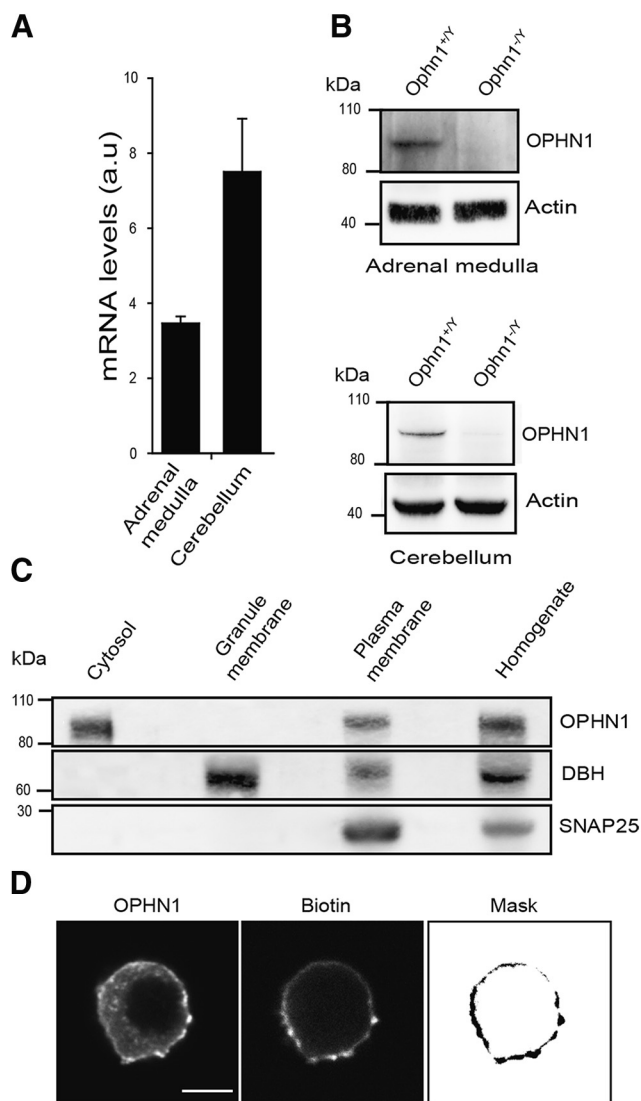 A
mRNA levels (a.u)
10
8
6
4
2
0
Adrenal
medulla
Cerebellum
B
Ophn1+/Y
Ophn1-/Y
kDa
110
80
OPHN1
40
Actin
Adrenal medulla
Ophn1+/Y
Ophn1-/Y
kDa
110
80
OPHN1
40
Actin
Cerebellum
C
Cytosol
Granule
membrane
Plasma
membrane
Homogenate
kDa
110
80
OPHN1
60
DBH
30
SNAP25
D
OPHN1
Biotin
Mask